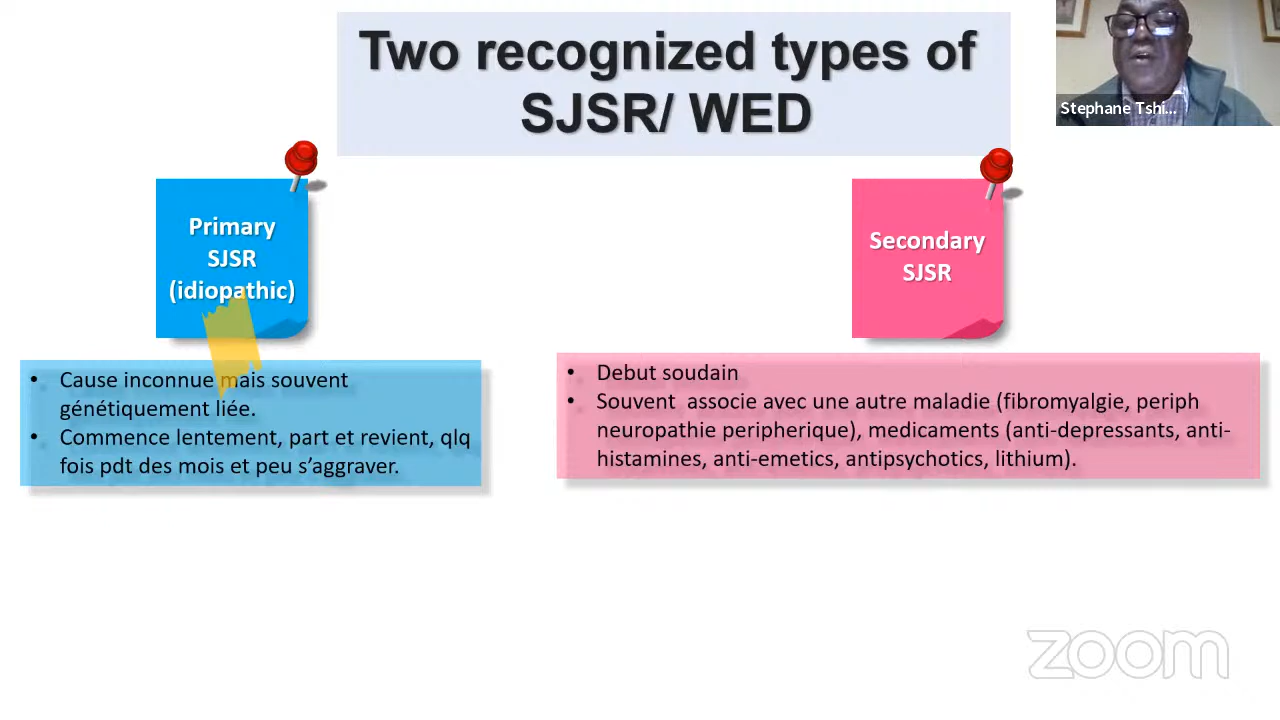 Two recognized types of
SJSR/ WED
Stephane Tshi...
Primary
SJSR
(idiopathic)
Secondary
SJSR
• Cause inconnue mais souvent
génétiquement liée.
• Commence lentement, part et revient, qlq
fois pdt des mois et peu s’aggraver.
• Debut soudain
• Souvent associe avec une autre maladie (fibromyalgie, periph
neuropathie peripherique), medicaments (anti-depressants, anti-
histamines, anti-emetics, antipsychotics, lithium).
zoom